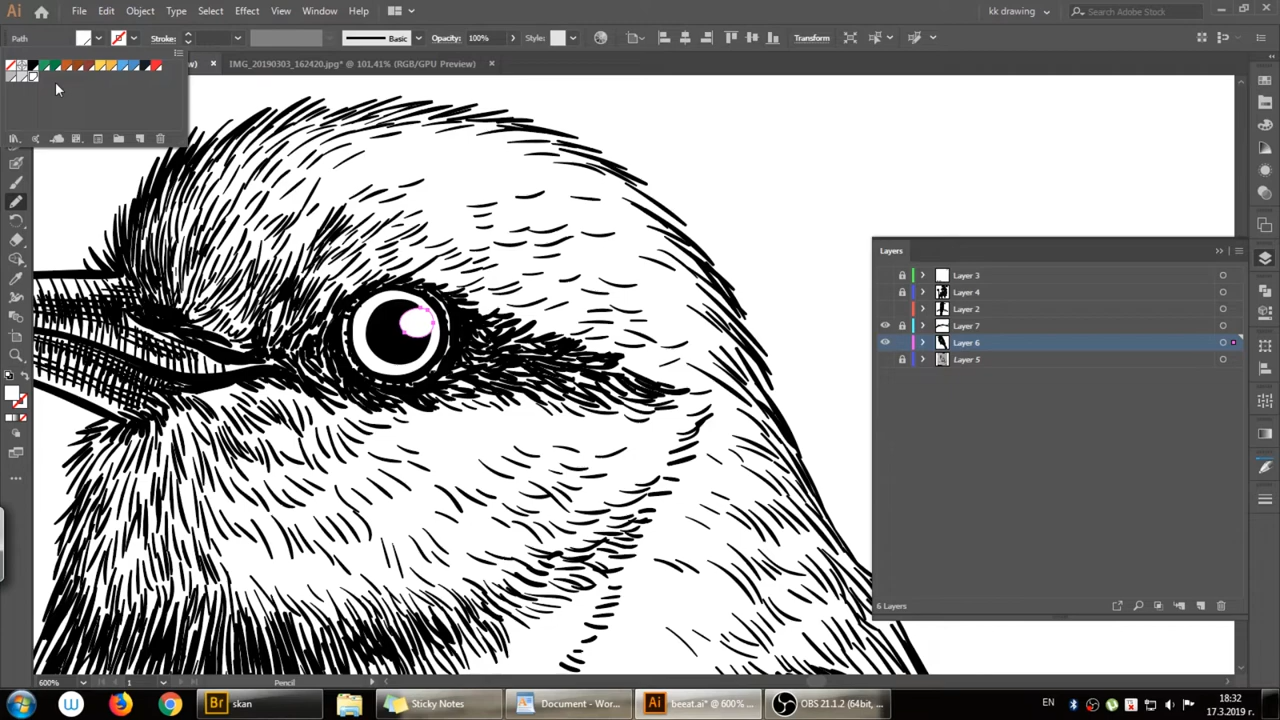 Ai File Edit Object Type Select Effect View Window Help kk drawing Search Adobe Stock
Path Stroke: Basic Opacity: 100% Style: Transform
IMG_20190303_162420.jpg* @ 101,41% (RGB/GPU Preview)
Layers
Layer 3
Layer 4
Layer 2
Layer 7
Layer 6
Layer 5
6 Layers
600% 1 Pencil
Br skan Sticky Notes Document - Wor... Ai beeat.ai* @ 600% ... OBS 21.1.2 (64bit, ... EN 18:32
17.3.2019 г.